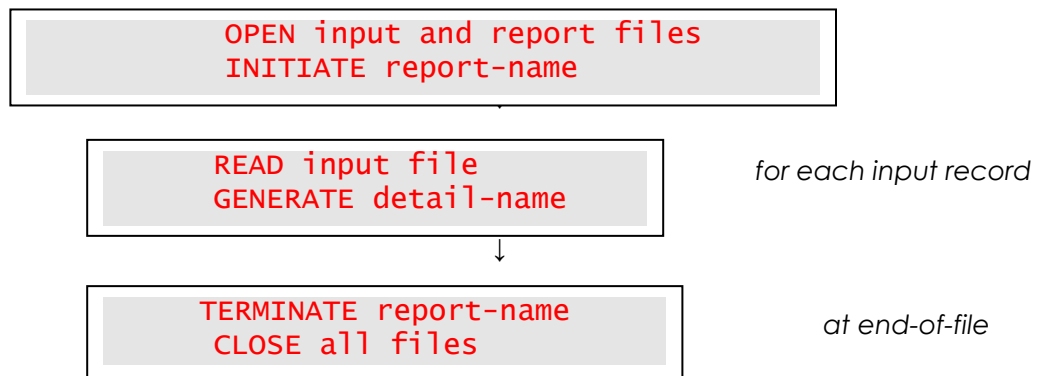 OPEN input and report files
INITIATE report-name
READ input file
for each input record
GENERATE detail-name
↓
TERMINATE report-name
at end-of-file
CLOSE all files